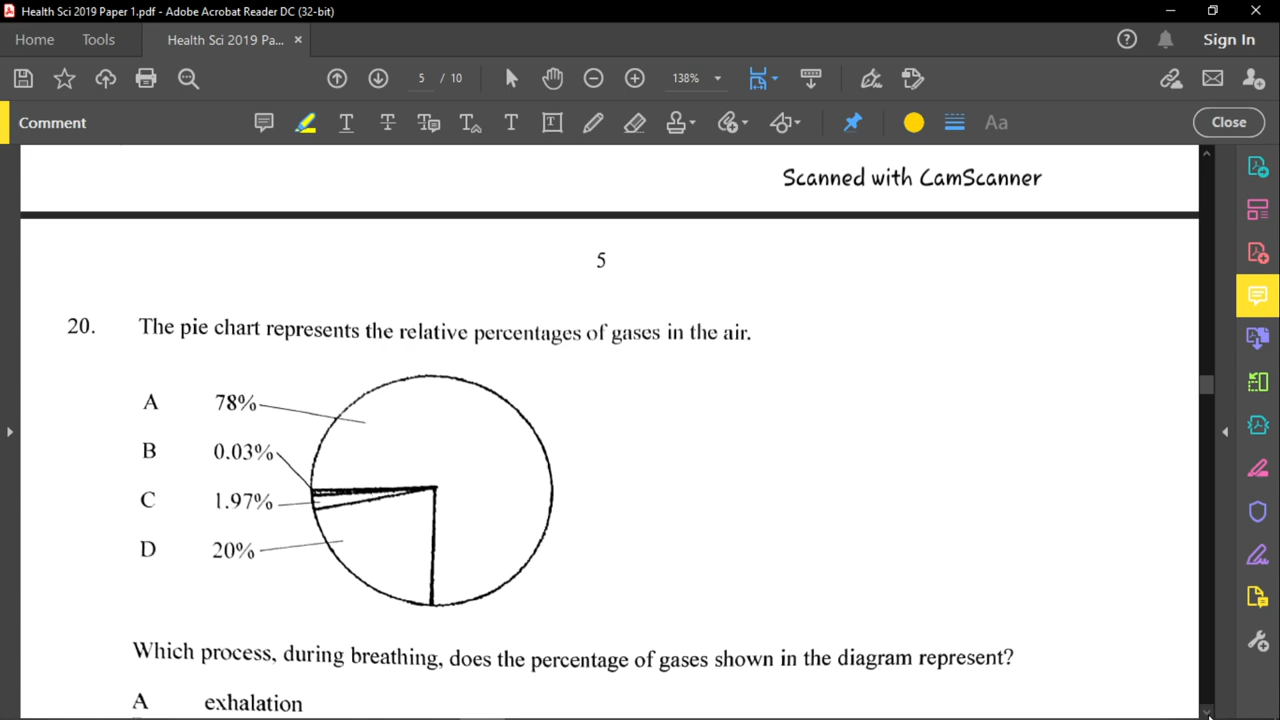 Health Sci 2019 Paper 1.pdf - Adobe Acrobat Reader DC (32-bit)
Home Tools Health Sci 2019 Pa... × Sign In
5 / 10 138%
Comment Close
Scanned with CamScanner
5
20. The pie chart represents the relative percentages of gases in the air.
A 78%
B 0.03%
C 1.97%
D 20%
Which process, during breathing, does the percentage of gases shown in the diagram represent?
A exhalation